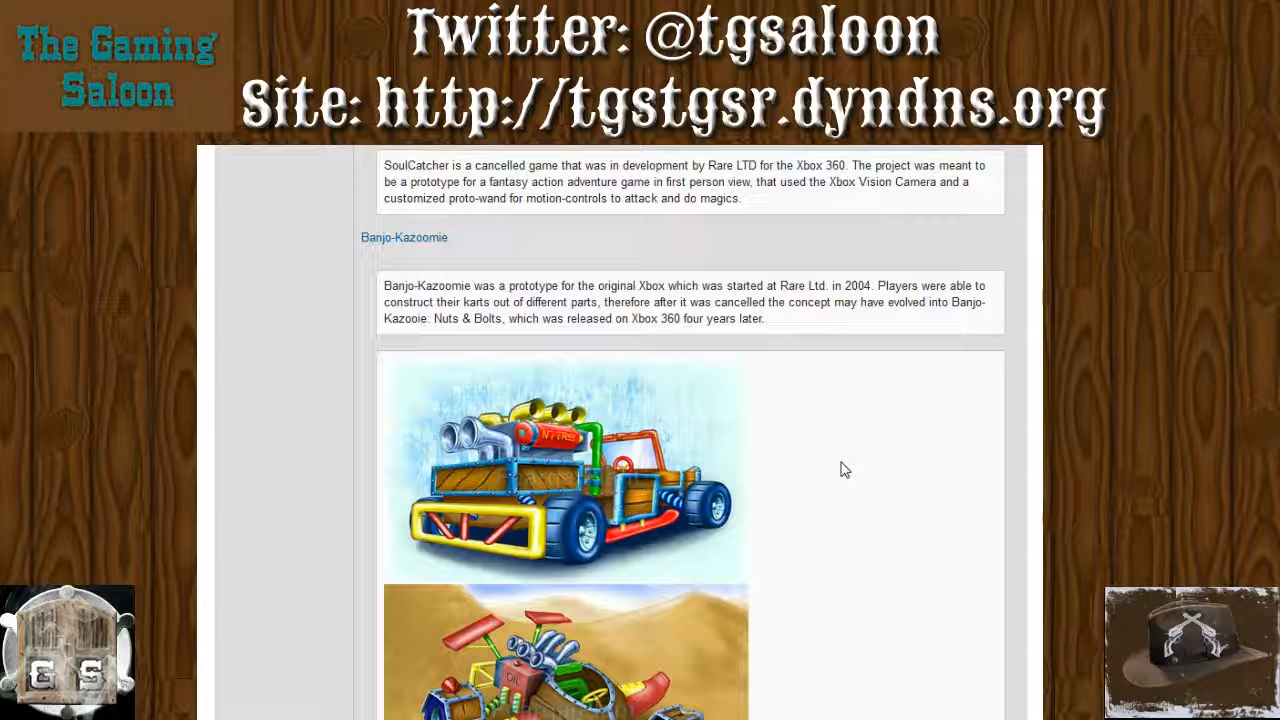 The Gaming
Saloon
Twitter: @tgsaloon
Site: http://tgstgsr.dyndns.org
SoulCatcher is a cancelled game that was in development by Rare LTD for the Xbox 360. The project was meant to
be a prototype for a fantasy action adventure game in first person view, that used the Xbox Vision Camera and a
customized proto-wand for motion-controls to attack and do magics.
Banjo-Kazoomie
Banjo-Kazoomie was a prototype for the original Xbox which was started at Rare Ltd. in 2004. Players were able to
construct their karts out of different parts, therefore after it was cancelled the concept may have evolved into Banjo-
Kazooie: Nuts & Bolts, which was released on Xbox 360 four years later.
NITRO
OIL
G S